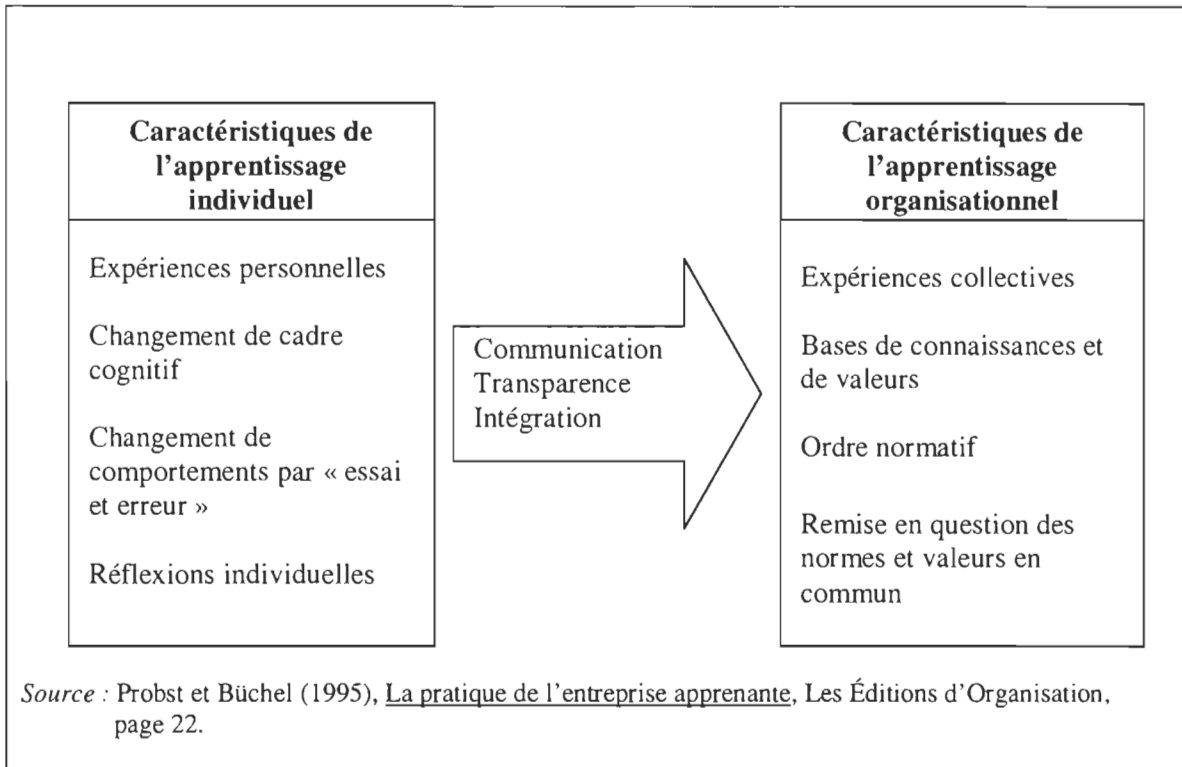 Caractéristiques de
l'apprentissage
individuel
Expériences personnelles
Changement de cadre
cognitif
Changement de
comportements par « essai
et erreur »
Réflexions individuelles
Communication
Transparence
Intégration
Caractéristiques de
l'apprentissage
organisationnel
Expériences collectives
Bases de connaissances et
de valeurs
Ordre normatif
Remise en question des
normes et valeurs en
commun
Source : Probst et Büchel (1995), La pratique de l'entreprise apprenante, Les Éditions d'Organisation,
page 22.